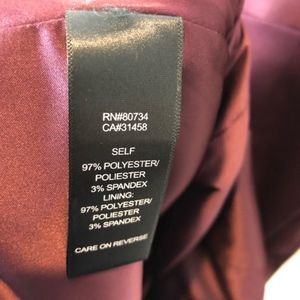 RN#80734
CA#31458
SELF
97% POLYESTER/
POLIESTER
3% SPANDEX
LINING:
97% POLYESTER/
POLIESTER
3% SPANDEX
CARE ON REVERSE